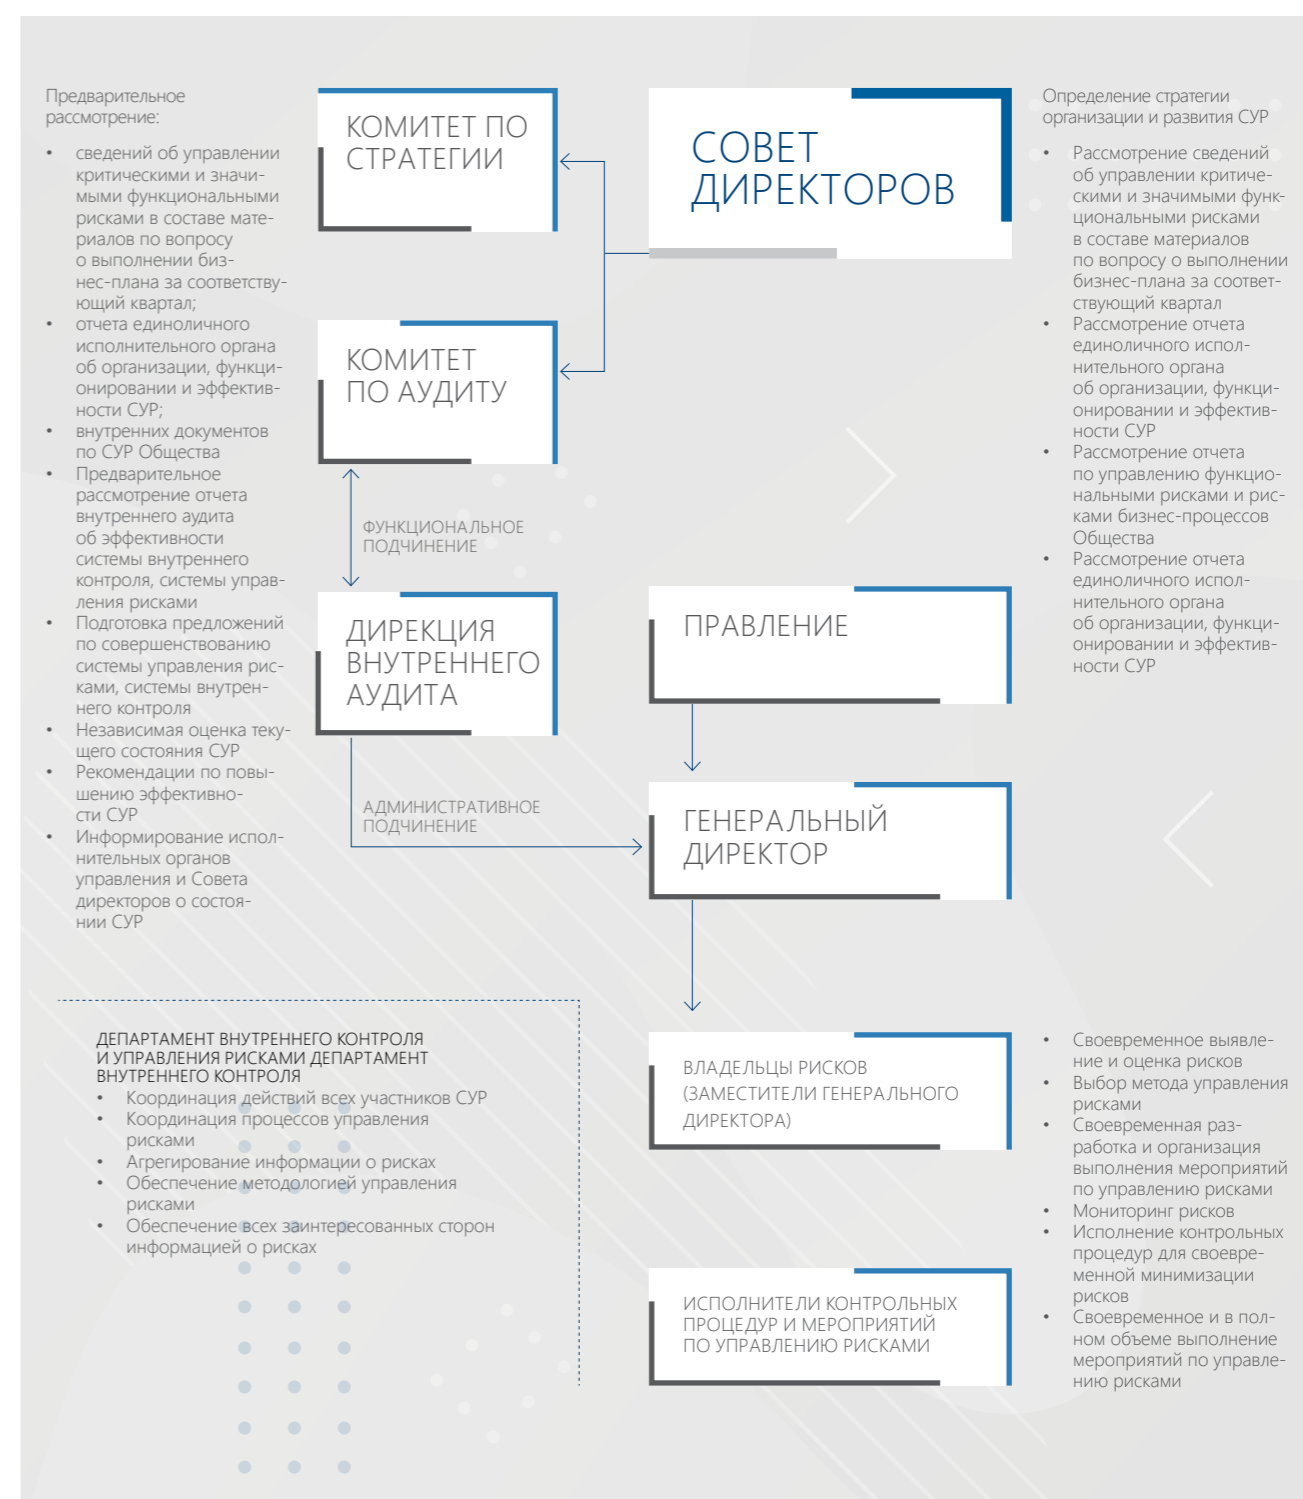 Предварительное
рассмотрение:
• сведений об управлении
критическими и значи-
мыми функциональными
рисками в составе мате-
риалов по вопросу
о выполнении биз-
нес-плана за соответству-
ющий квартал;
• отчета единоличного
исполнительного органа
об организации, функци-
онировании и эффектив-
ности СУР;
• внутренних документов
по СУР Общества
• Предварительное
рассмотрение отчета
внутреннего аудита
об эффективности
системы внутреннего
контроля, системы управ-
ления рисками
• Подготовка предложений
по совершенствованию
системы управления рис-
ками, системы внутрен-
него контроля
• Независимая оценка теку-
щего состояния СУР
• Рекомендации по повы-
шению эффективно-
сти СУР
• Информирование испол-
нительных органов
управления и Совета
директоров о состоя-
нии СУР
КОМИТЕТ ПО
СТРАТЕГИИ
КОМИТЕТ
ПО АУДИТУ
ФУНКЦИОНАЛЬНОЕ
ПОДЧИНЕНИЕ
ДИРЕКЦИЯ
ВНУТРЕННЕГО
АУДИТА
АДМИНИСТРАТИВНОЕ
ПОДЧИНЕНИЕ
СОВЕТ
ДИРЕКТОРОВ
ПРАВЛЕНИЕ
ГЕНЕРАЛЬНЫЙ
ДИРЕКТОР
Определение стратегии
организации и развития СУР
• Рассмотрение сведений
об управлении критиче-
скими и значимыми функ-
циональными рисками
в составе материалов
по вопросу о выполнении
бизнес-плана за соответ-
ствующий квартал
• Рассмотрение отчета
единоличного испол-
нительного органа
об организации, функци-
онировании и эффектив-
ности СУР
• Рассмотрение отчета
по управлению функцио-
нальными рисками и рис-
ками бизнес-процессов
Общества
• Рассмотрение отчета
единоличного испол-
нительного органа
об организации, функци-
онировании и эффектив-
ности СУР
ДЕПАРТАМЕНТ ВНУТРЕННЕГО КОНТРОЛЯ
И УПРАВЛЕНИЯ РИСКАМИ ДЕПАРТАМЕНТ
ВНУТРЕННЕГО КОНТРОЛЯ
• Координация действий всех участников СУР
• Координация процессов управления
рисками
• Агрегирование информации о рисках
• Обеспечение методологией управления
рисками
• Обеспечение всех заинтересованных сторон
информацией о рисках
ВЛАДЕЛЬЦЫ РИСКОВ
(ЗАМЕСТИТЕЛИ ГЕНЕРАЛЬНОГО
ДИРЕКТОРА)
ИСПОЛНИТЕЛИ КОНТРОЛЬНЫХ
ПРОЦЕДУР И МЕРОПРИЯТИЙ
ПО УПРАВЛЕНИЮ РИСКАМИ
• Своевременное выявле-
ние и оценка рисков
• Выбор метода управления
рисками
• Своевременная раз-
работка и организация
выполнения мероприятий
по управлению рисками
• Мониторинг рисков
• Исполнение контрольных
процедур для своевре-
менной минимизации
рисков
• Своевременное и в пол-
ном объеме выполнение
мероприятий по управле-
нию рисками